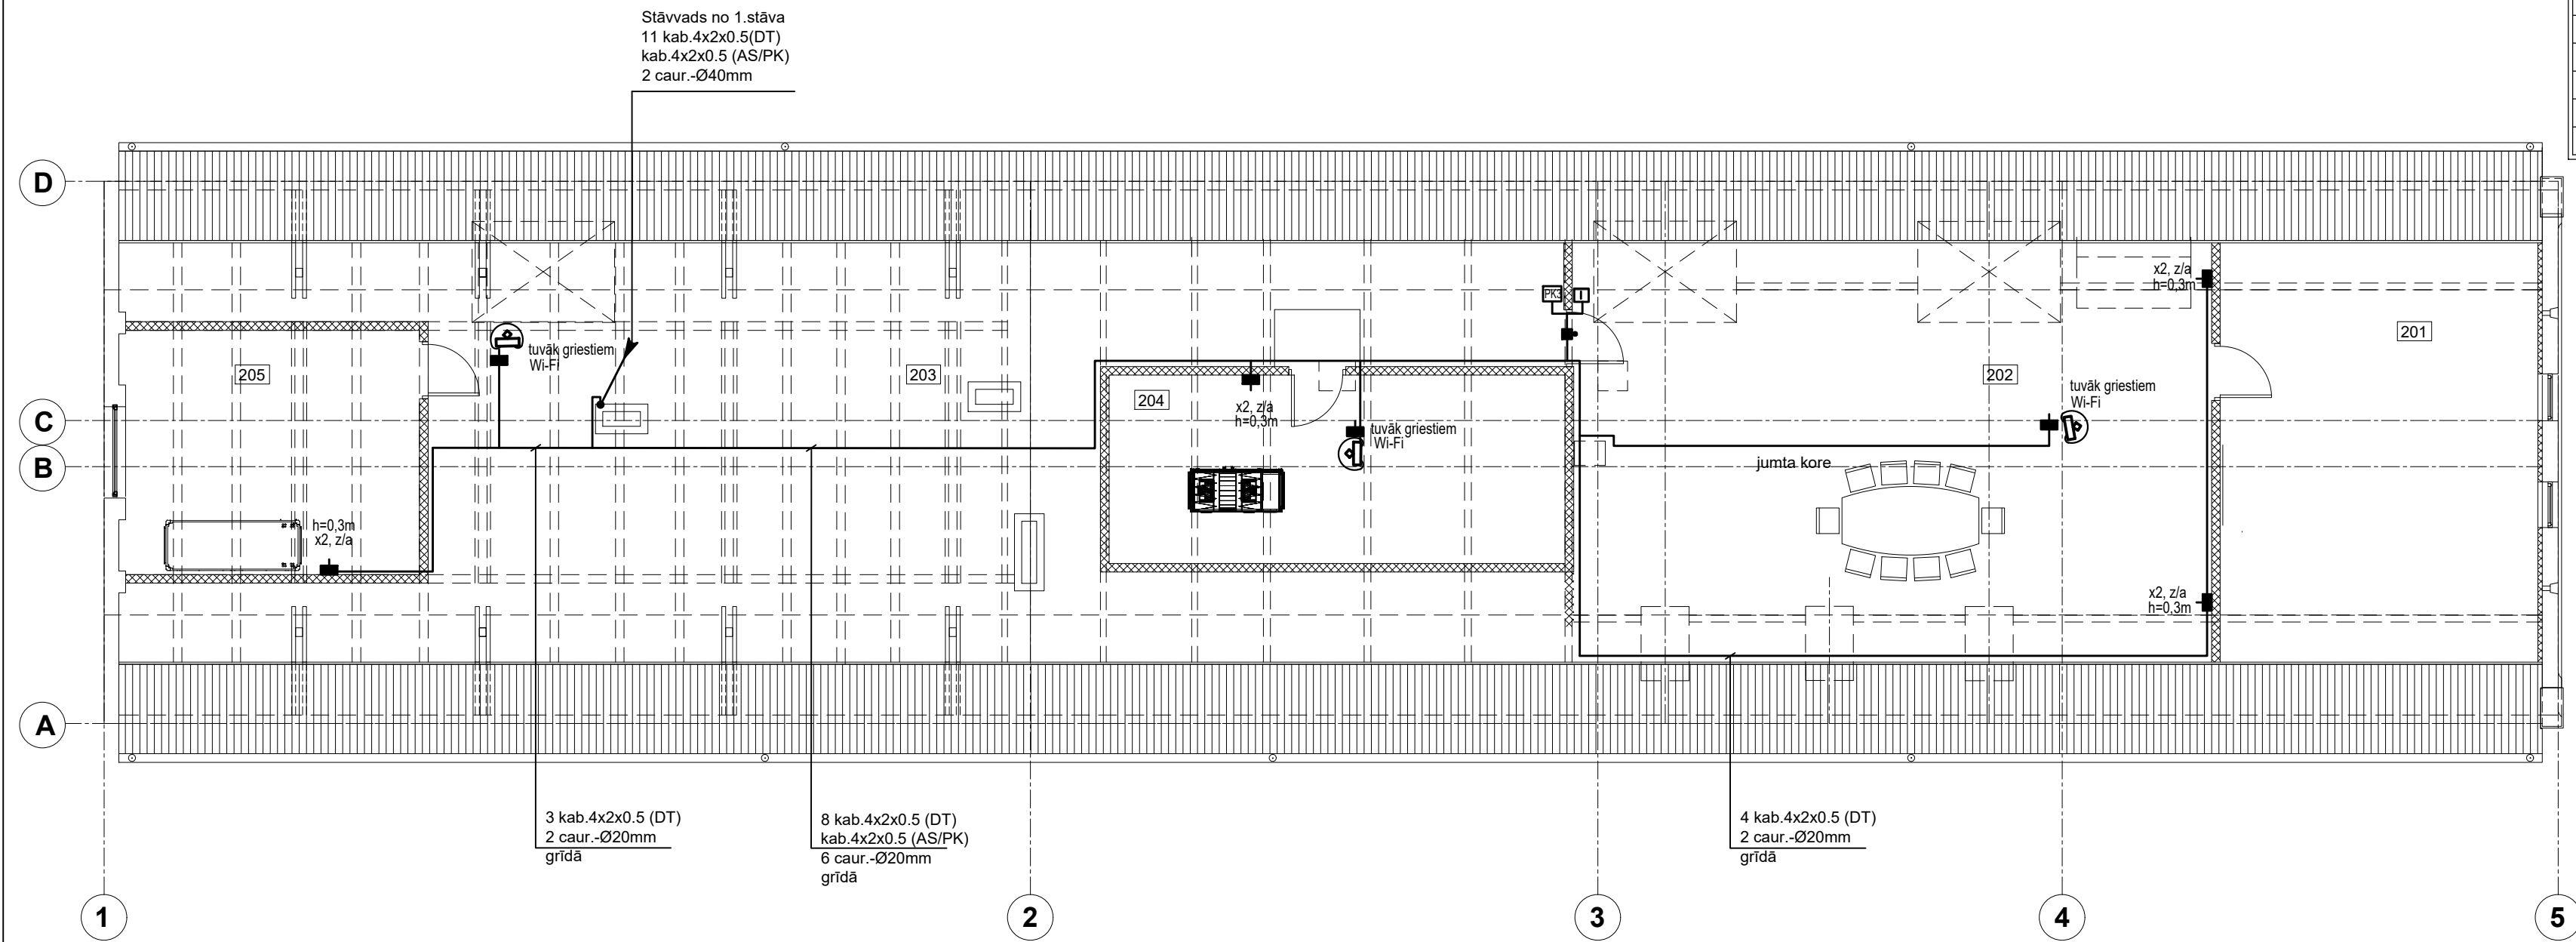 Stāvvads no 1.stāva
11 kab.4x2x0.5(DT)
kab.4x2x0.5 (AS/PK)
2 caur.-Ø40mm
D
C
B
A
205
tuvāk griestiem
Wi-Fi
203
204
x2, z/a
h=0,3m
tuvāk griestiem
Wi-Fi
PK3
I
x2, z/a
h=0,3m
201
202
tuvāk griestiem
Wi-Fi
jumta kore
h=0,3m
x2, z/a
x2, z/a
h=0,3m
3 kab.4x2x0.5 (DT)
2 caur.-Ø20mm
grīdā
8 kab.4x2x0.5 (DT)
kab.4x2x0.5 (AS/PK)
6 caur.-Ø20mm
grīdā
4 kab.4x2x0.5 (DT)
2 caur.-Ø20mm
grīdā
1
2
3
4
5